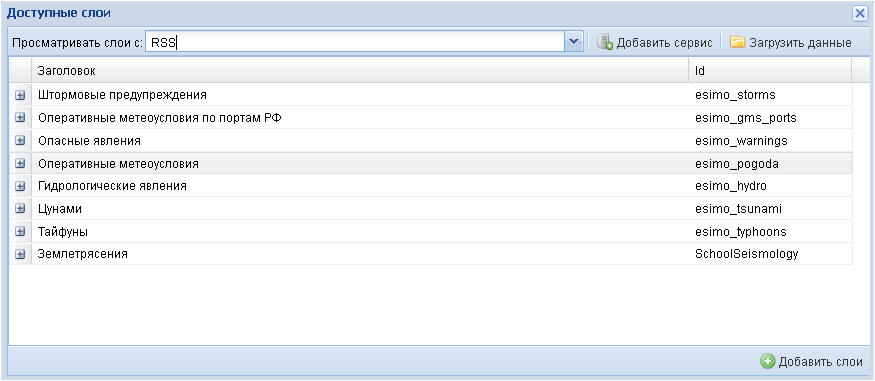 Доступные слои
Просматривать слои с: RSS Добавить сервис Загрузить данные
Заголовок Id
Штормовые предупреждения esimo_storms
Оперативные метеоусловия по портам РФ esimo_gms_ports
Опасные явления esimo_warnings
Оперативные метеоусловия esimo_pogoda
Гидрологические явления esimo_hydro
Цунами esimo_tsunami
Тайфуны esimo_typhoons
Землетрясения SchoolSeismology
Добавить слои